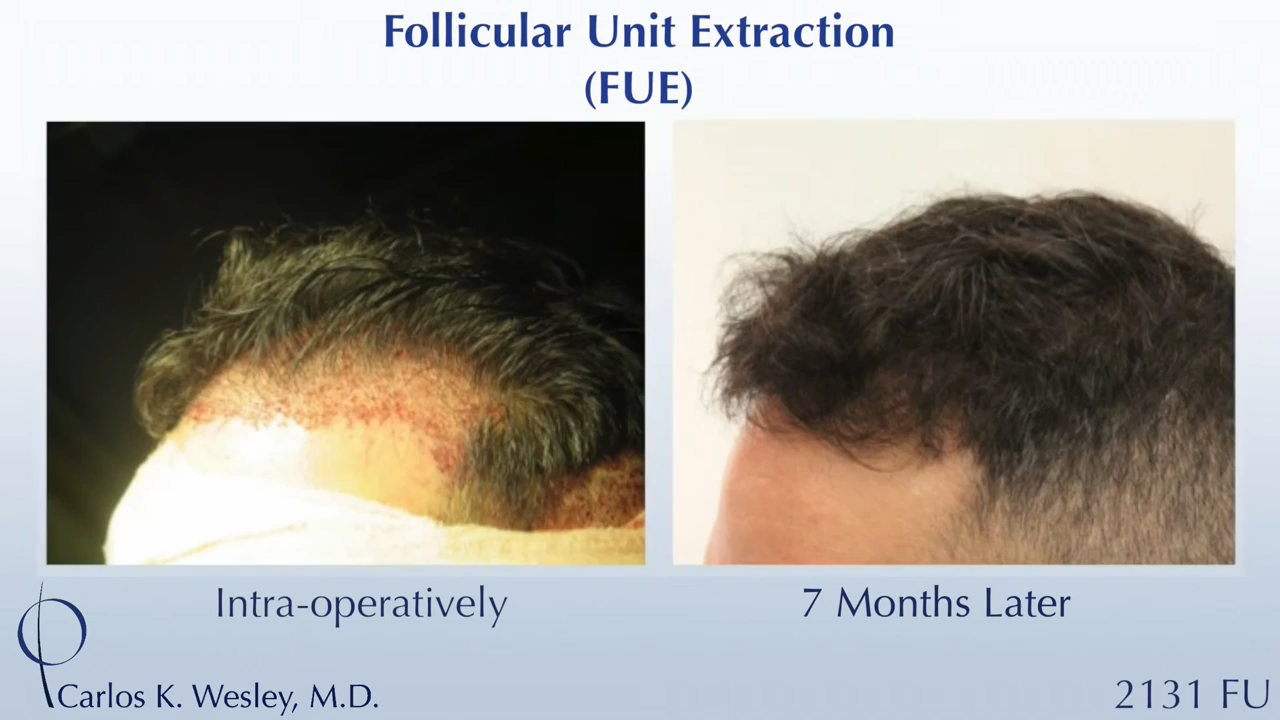 Follicular Unit Extraction
(FUE)
Intra-operatively
7 Months Later
Carlos K. Wesley, M.D.
2131 FU